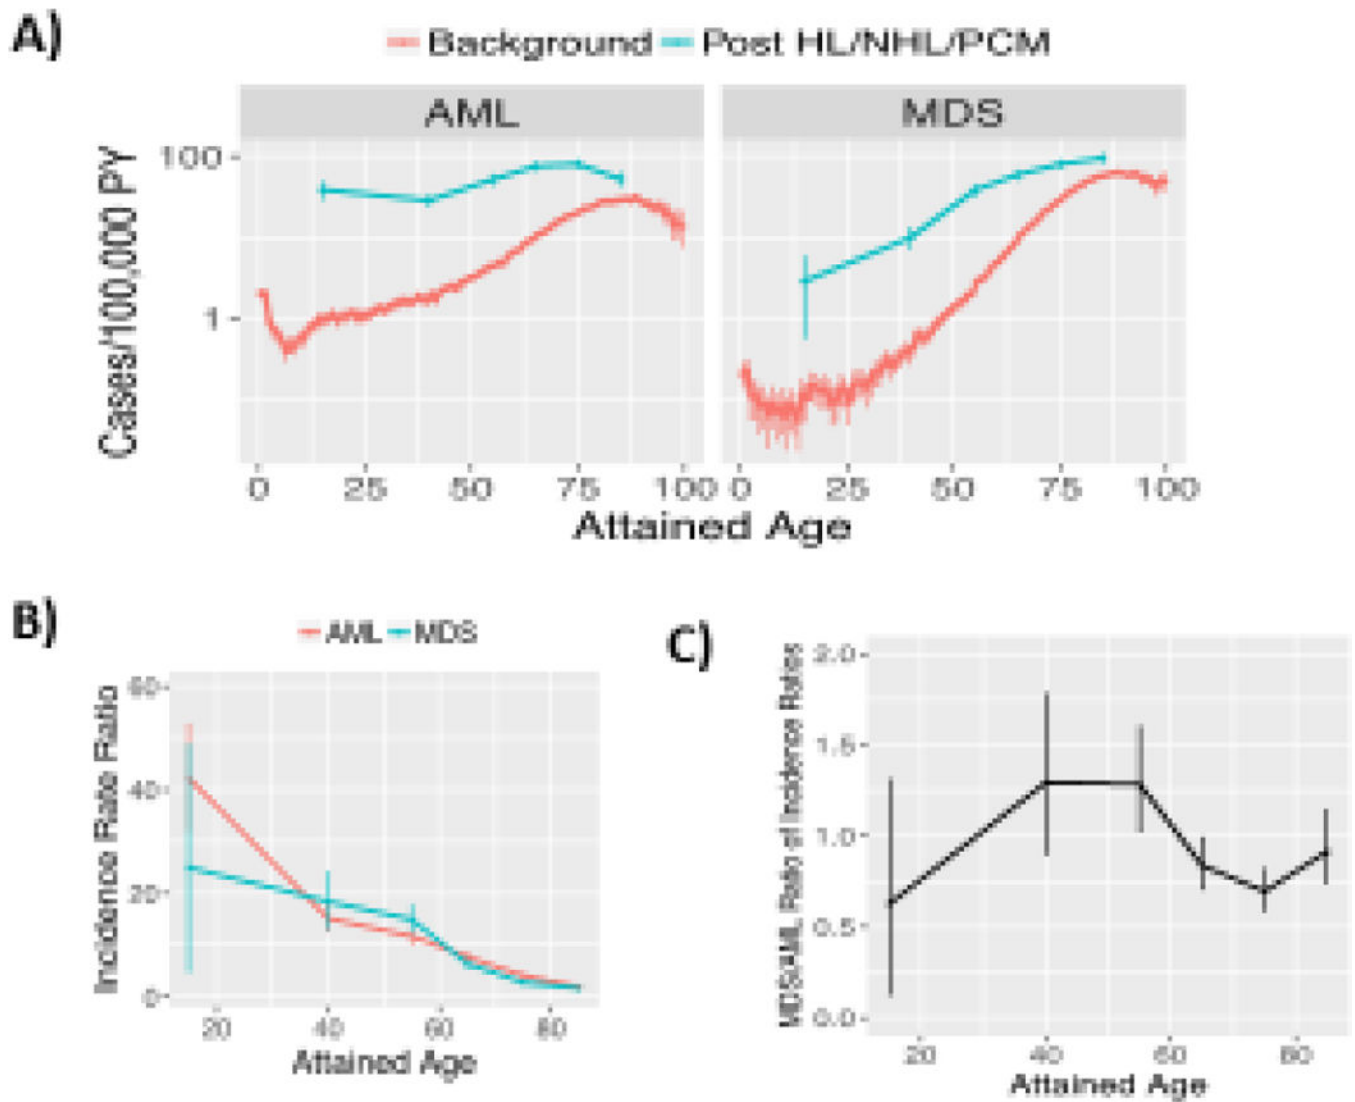 A)
Background Post HL/NHL/PCM
AML MDS
Cases/100,000 PY
100
1
0 25 50 75 100 0 25 50 75 100
Attained Age
B)
AML MDS
Incidence Rate Ratio
60
40
20
0
20 40 60 80
Attained Age
C)
MDS/AML Ratio of Incidence Ratios
2.0
1.5
1.0
0.5
0.0
20 40 60 80
Attained Age